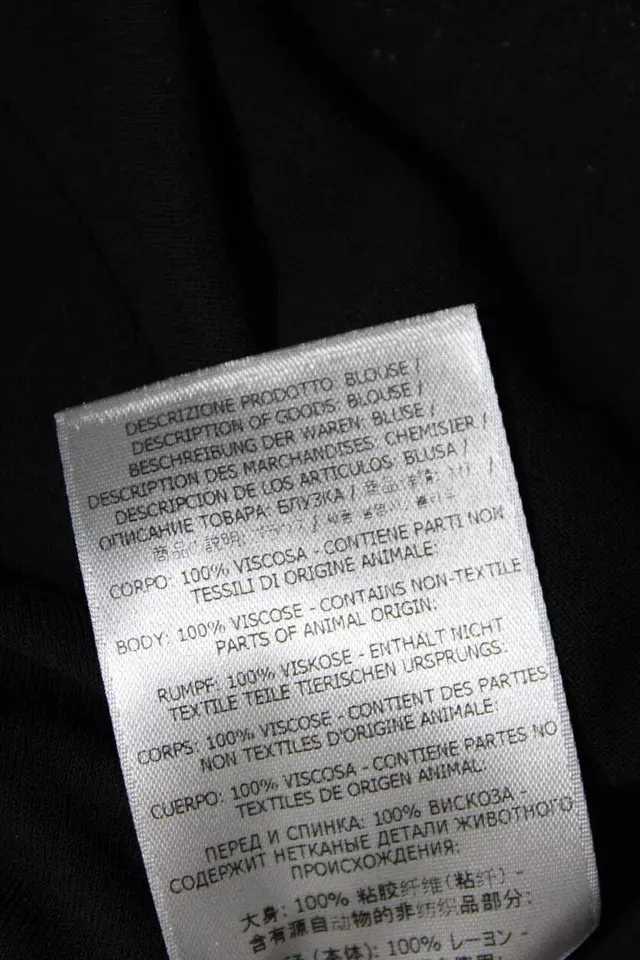 DESCRIZIONE PRODOTTO: BLOUSE /
DESCRIPTION OF GOODS: BLOUSE /
BESCHREIBUNG DER WAREN: BLUSE /
DESCRIPTION DES MARCHANDISES: CHEMISIER /
DESCRIPCION DE LOS ARTICULOS: BLUSA /
ОПИСАНИЕ ТОВАРА: БЛУЗКА /
商品の説明:
CORPO: 100% VISCOSA - CONTIENE PARTI NON
TESSILI DI ORIGINE ANIMALE:
BODY: 100% VISCOSE - CONTAINS NON-TEXTILE
PARTS OF ANIMAL ORIGIN:
RUMPF: 100% VISKOSE - ENTHÄLT NICHT
TEXTILE TEILE TIERISCHEN URSPRUNGS:
CORPS: 100% VISCOSE - CONTIENT DES PARTIES
NON TEXTILES D'ORIGINE ANIMALE:
CUERPO: 100% VISCOSA - CONTIENE PARTES NO
TEXTILES DE ORIGEN ANIMAL:
ПЕРЕД И СПИНКА: 100% ВИСКОЗА -
СОДЕРЖИТ НЕТКАНЫЕ ДЕТАЛИ ЖИВОТНОГО
ПРОИСХОЖДЕНИЯ:
大身: 100% 粘胶纤维(粘纤) -
含有源自动物的非纺织品部分:
(本体): 100% レーヨン -